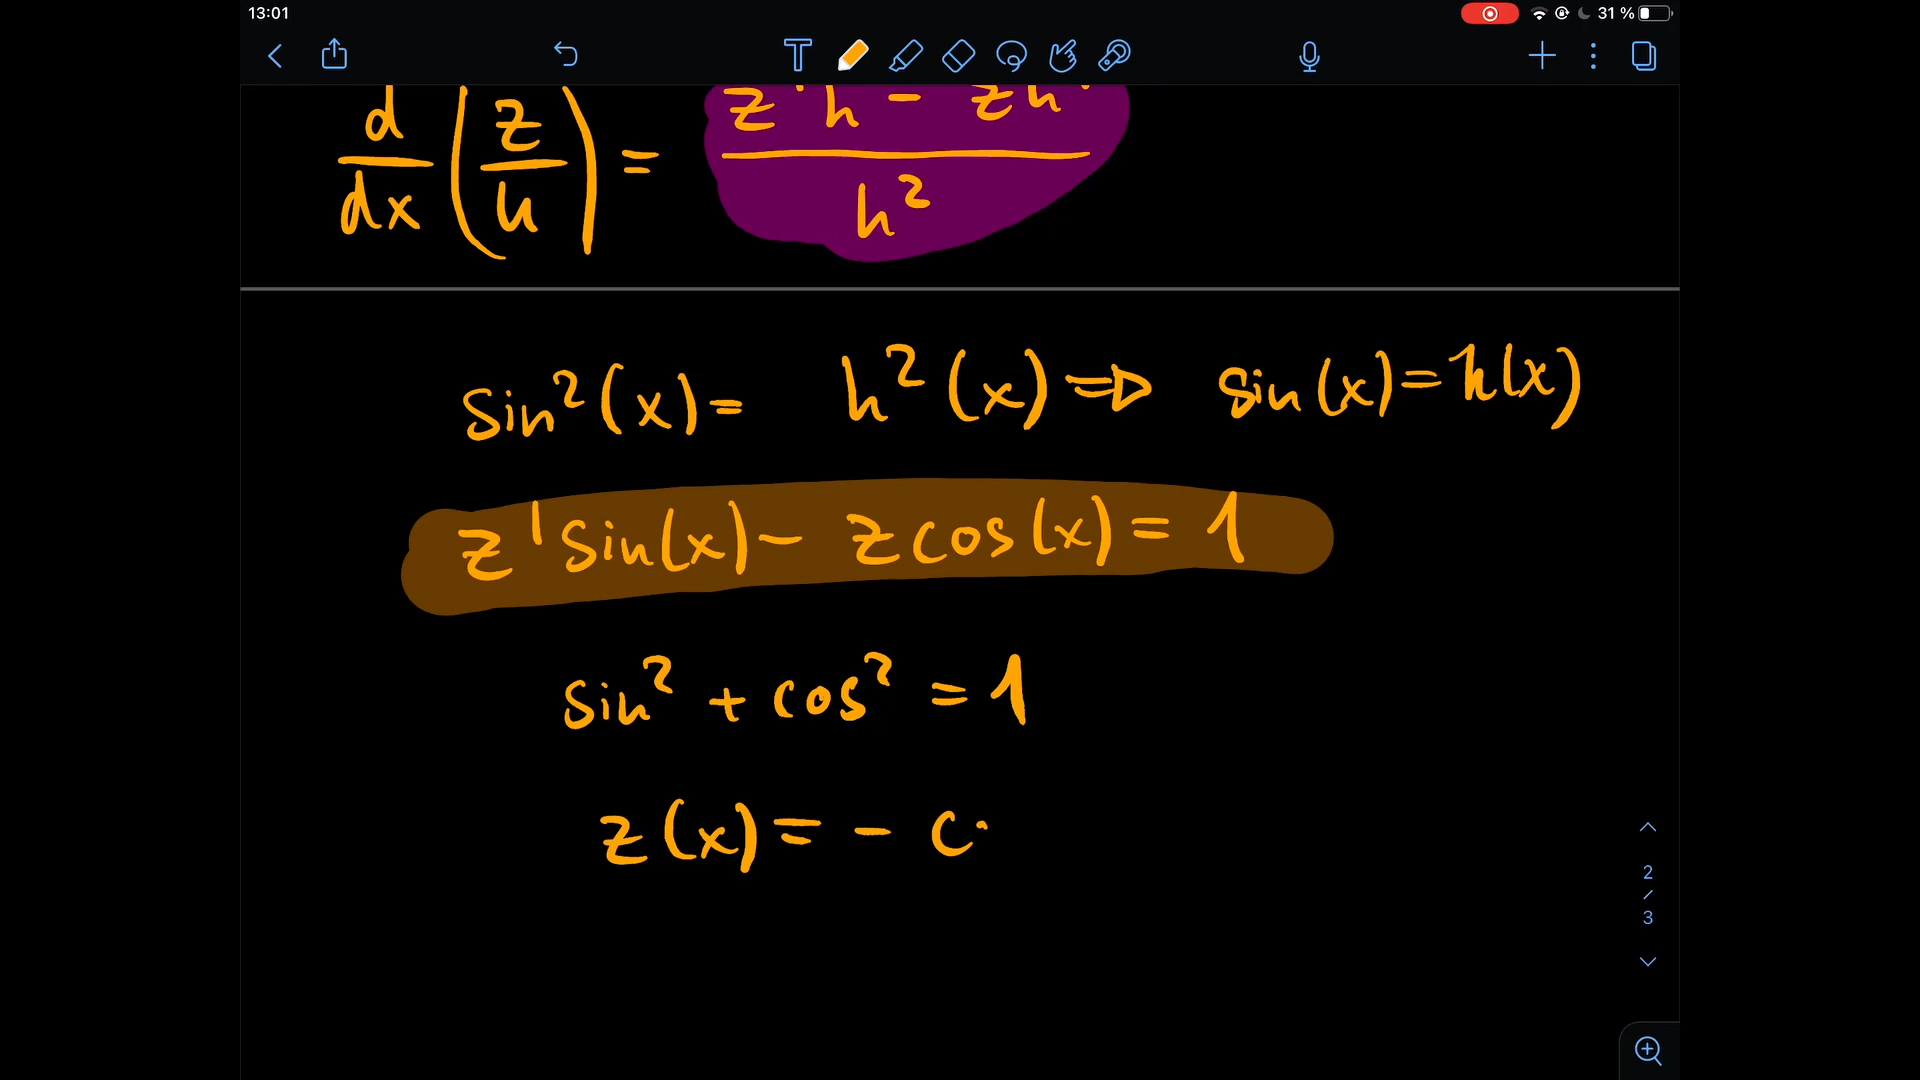 13:01 31 %
T
d/dx (z/h) = (z'h - zh')/h²
sin²(x) = h²(x) ⇒ sin(x) = h(x)
z' sin(x) - z cos(x) = 1
sin² + cos² = 1
z(x) = - c
2
/
3